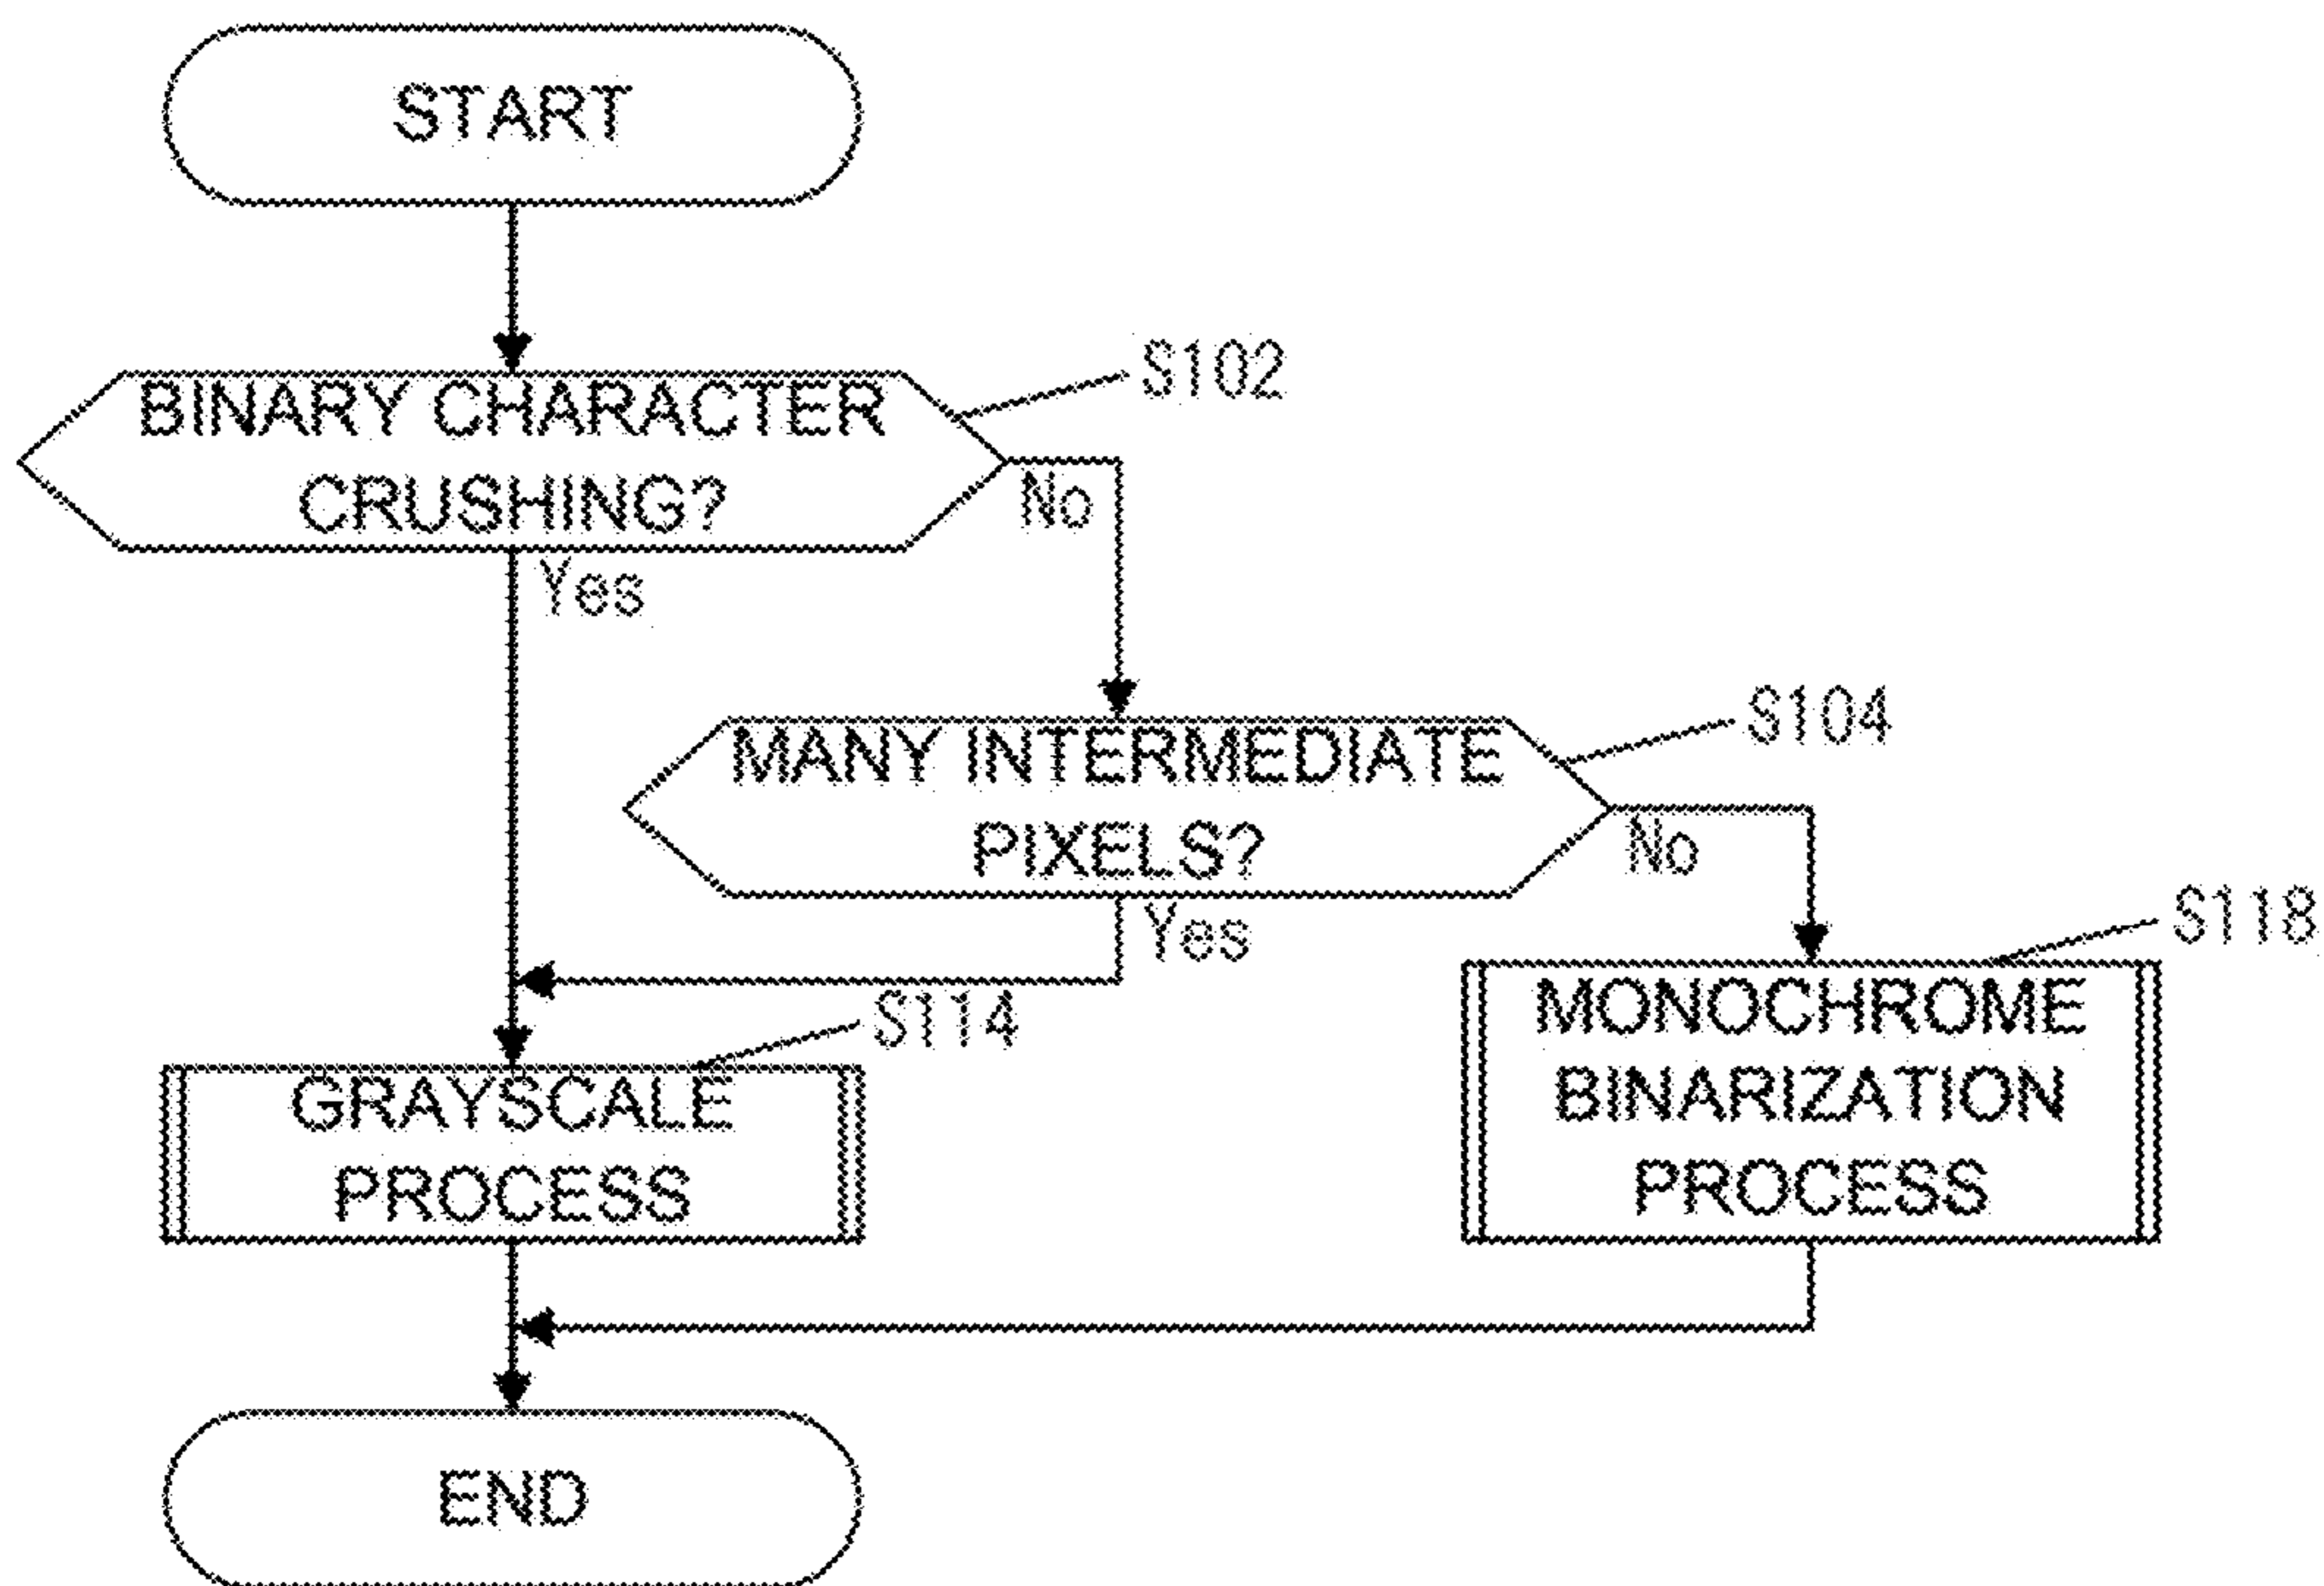 START
S102
BINARY CHARACTER
CRUSHING?
No
Yes
S104
MANY INTERMEDIATE
PIXELS?
No
Yes
S118
S114
MONOCHROME
BINARIZATION
PROCESS
GRAYSCALE
PROCESS
END